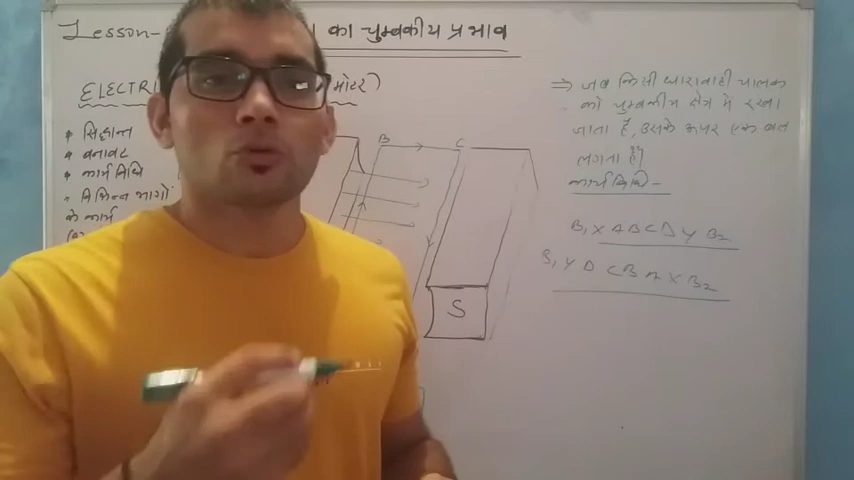 Lesson- का चुम्बकीय प्रभाव
ELECTRI मोटर)
* सिद्धान्त
* बनावट
* कार्य विधि
* विभिन्न भागों
के कार्य
B C
S
⇒ जब किसी धारावाही चालक
को चुम्बकीय क्षेत्र में रखा
जाता है, उसके ऊपर एक बल
लगता है।
कार्य विधि -
B₁ X A B C D Y B₂
B₁ Y D C B A X B₂